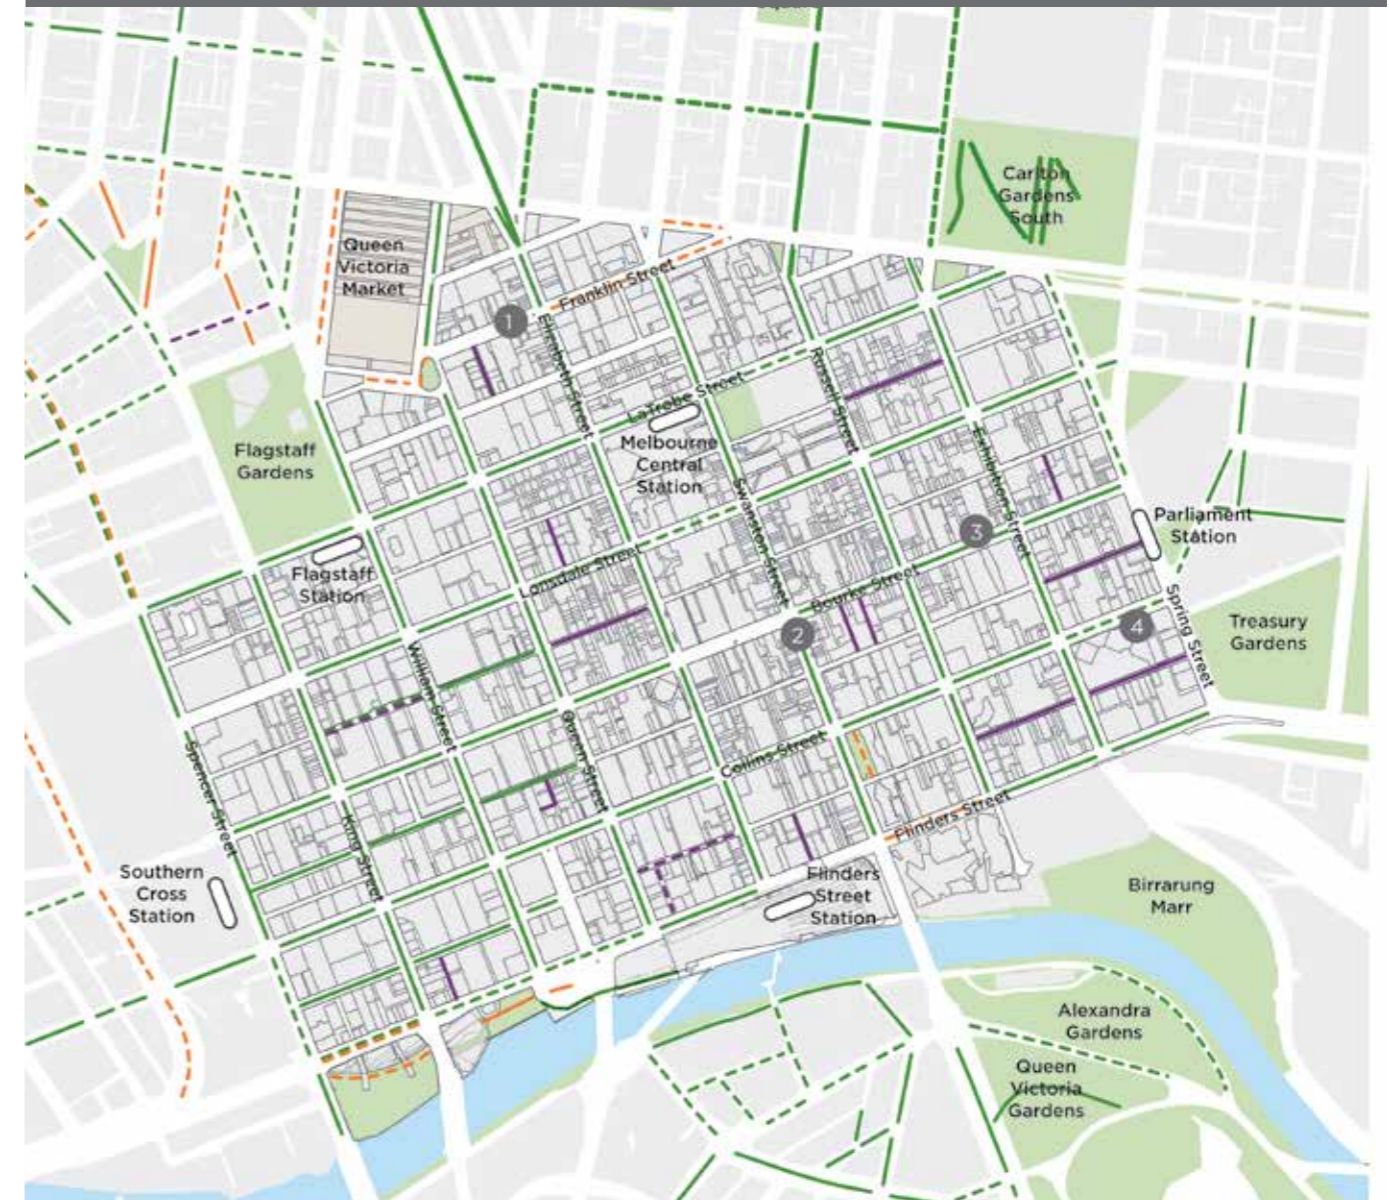 Carlton
Gardens
South
Queen
Victoria
Market
Franklin Street
1
Elizabeth Street
LaTrobe Street
Russell Street
Melbourne
Central
Station
Flagstaff
Gardens
Exhibition Street
Swanston Street
Parliament
Station
3
Flagstaff
Station
Lonsdale Street
Bourke Street
Spring Street
2
4
Treasury
Gardens
William Street
Queen Street
Collins Street
Spencer Street
King Street
Flinders Street
Southern
Cross
Station
Flinders
Street
Station
Birrarung
Marr
Alexandra
Gardens
Queen
Victoria
Gardens